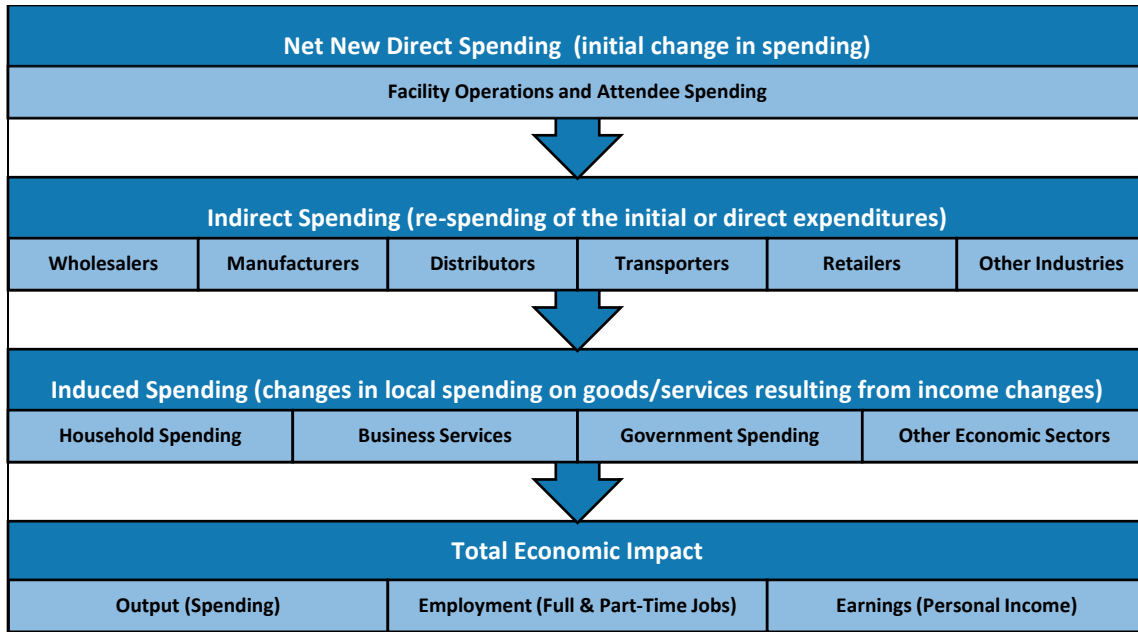 Net New Direct Spending (initial change in spending)
Facility Operations and Attendee Spending
Indirect Spending (re-spending of the initial or direct expenditures)
Wholesalers
Manufacturers
Distributors
Transporters
Retailers
Other Industries
Induced Spending (changes in local spending on goods/services resulting from income changes)
Household Spending
Business Services
Government Spending
Other Economic Sectors
Total Economic Impact
Output (Spending)
Employment (Full & Part-Time Jobs)
Earnings (Personal Income)